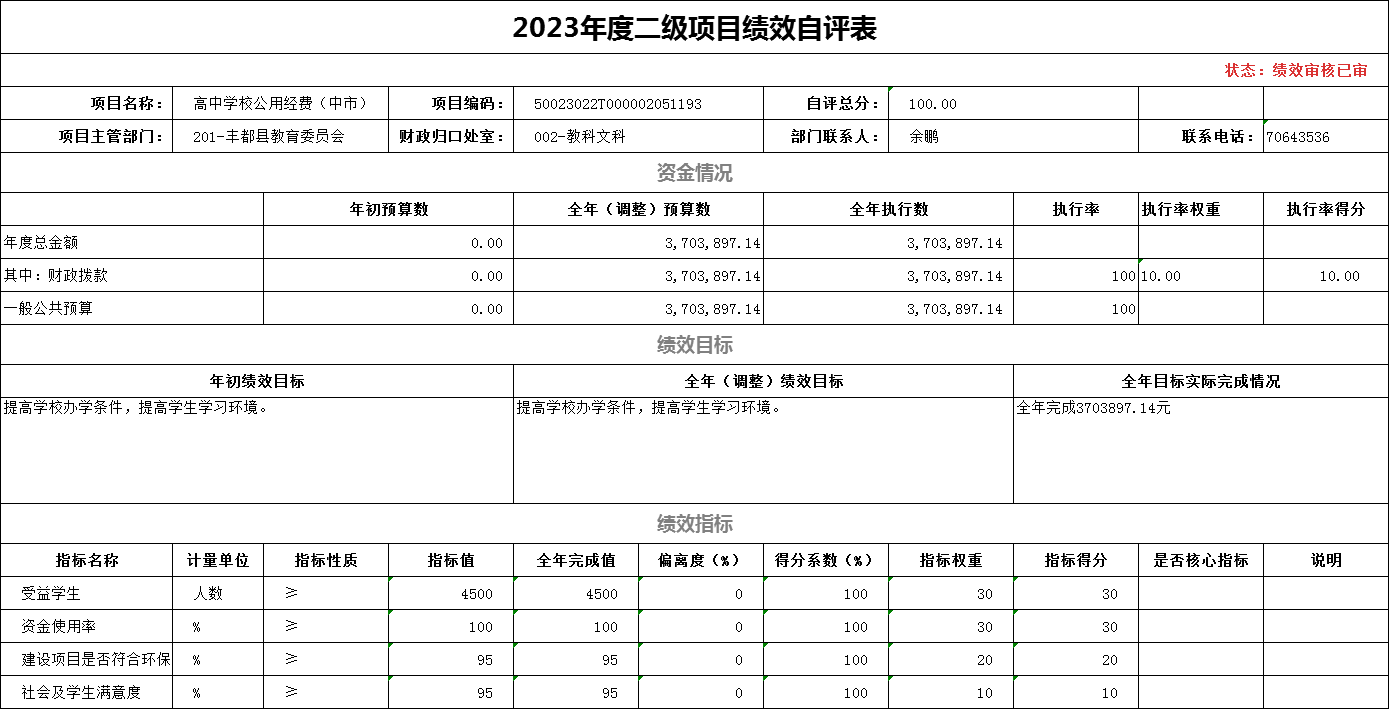 2023年度二级项目绩效自评表
状态：绩效审核已审
项目名称： 高中学校公用经费（中市） 项目编码： 50023022T000002051193 自评总分： 100.00
项目主管部门： 201-丰都县教育委员会 财政归口处室： 002-教科文科 部门联系人： 余鹏 联系电话： 70643536
资金情况
年初预算数 全年（调整）预算数 全年执行数 执行率 执行率权重 执行率得分
年度总金额 0.00 3,703,897.14 3,703,897.14
其中：财政拨款 0.00 3,703,897.14 3,703,897.14 100 10.00 10.00
一般公共预算 0.00 3,703,897.14 3,703,897.14 100
绩效目标
年初绩效目标 全年（调整）绩效目标 全年目标实际完成情况
提高学校办学条件，提高学生学习环境。 提高学校办学条件，提高学生学习环境。 全年完成3703897.14元
绩效指标
指标名称 计量单位 指标性质 指标值 全年完成值 偏离度（%） 得分系数（%） 指标权重 指标得分 是否核心指标 说明
受益学生 人数 ≥ 4500 4500 0 100 30 30
资金使用率 % ≥ 100 100 0 100 30 30
建设项目是否符合环保 % ≥ 95 95 0 100 20 20
社会及学生满意度 % ≥ 95 95 0 100 10 10